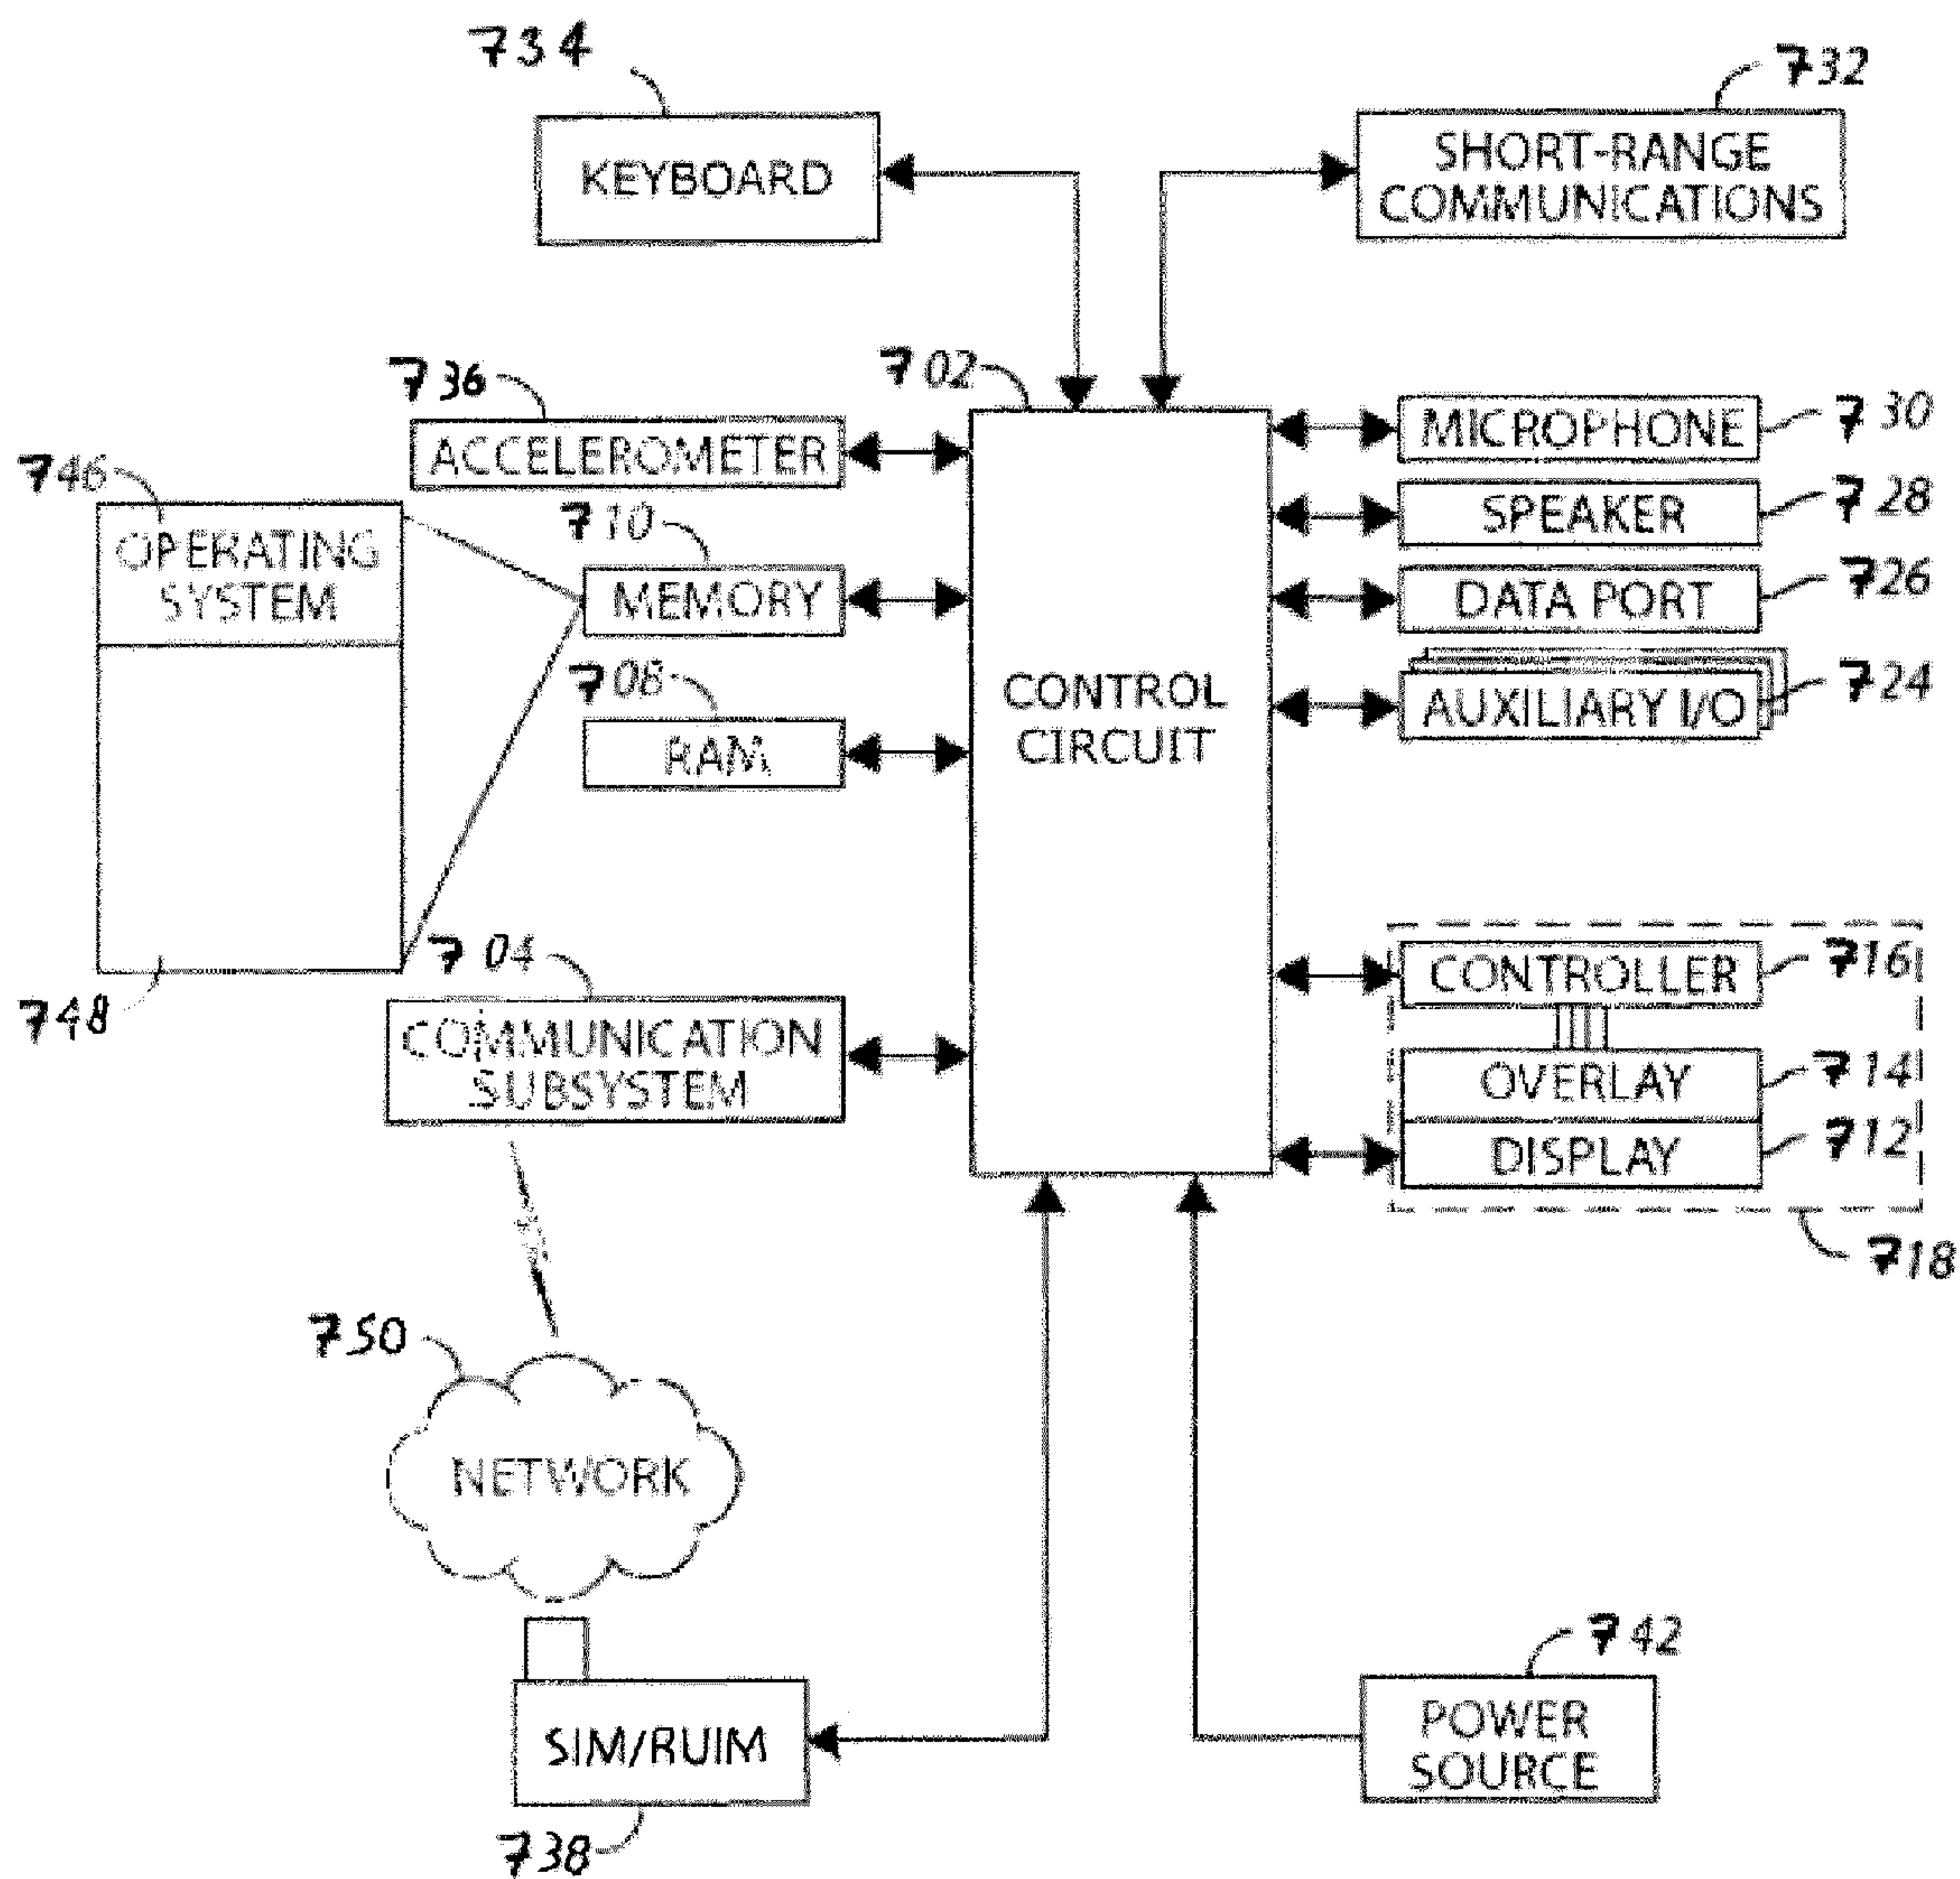 734
732
KEYBOARD
SHORT-RANGE
COMMUNICATIONS
736
702
ACCELEROMETER
MICROPHONE
730
746
710
SPEAKER
728
OPERATING
SYSTEM
MEMORY
DATA PORT
726
708
RAM
CONTROL
CIRCUIT
AUXILIARY I/O
724
704
748
COMMUNICATION
SUBSYSTEM
CONTROLLER
716
OVERLAY
714
DISPLAY
712
718
750
NETWORK
742
SIM/RUIM
POWER
SOURCE
738